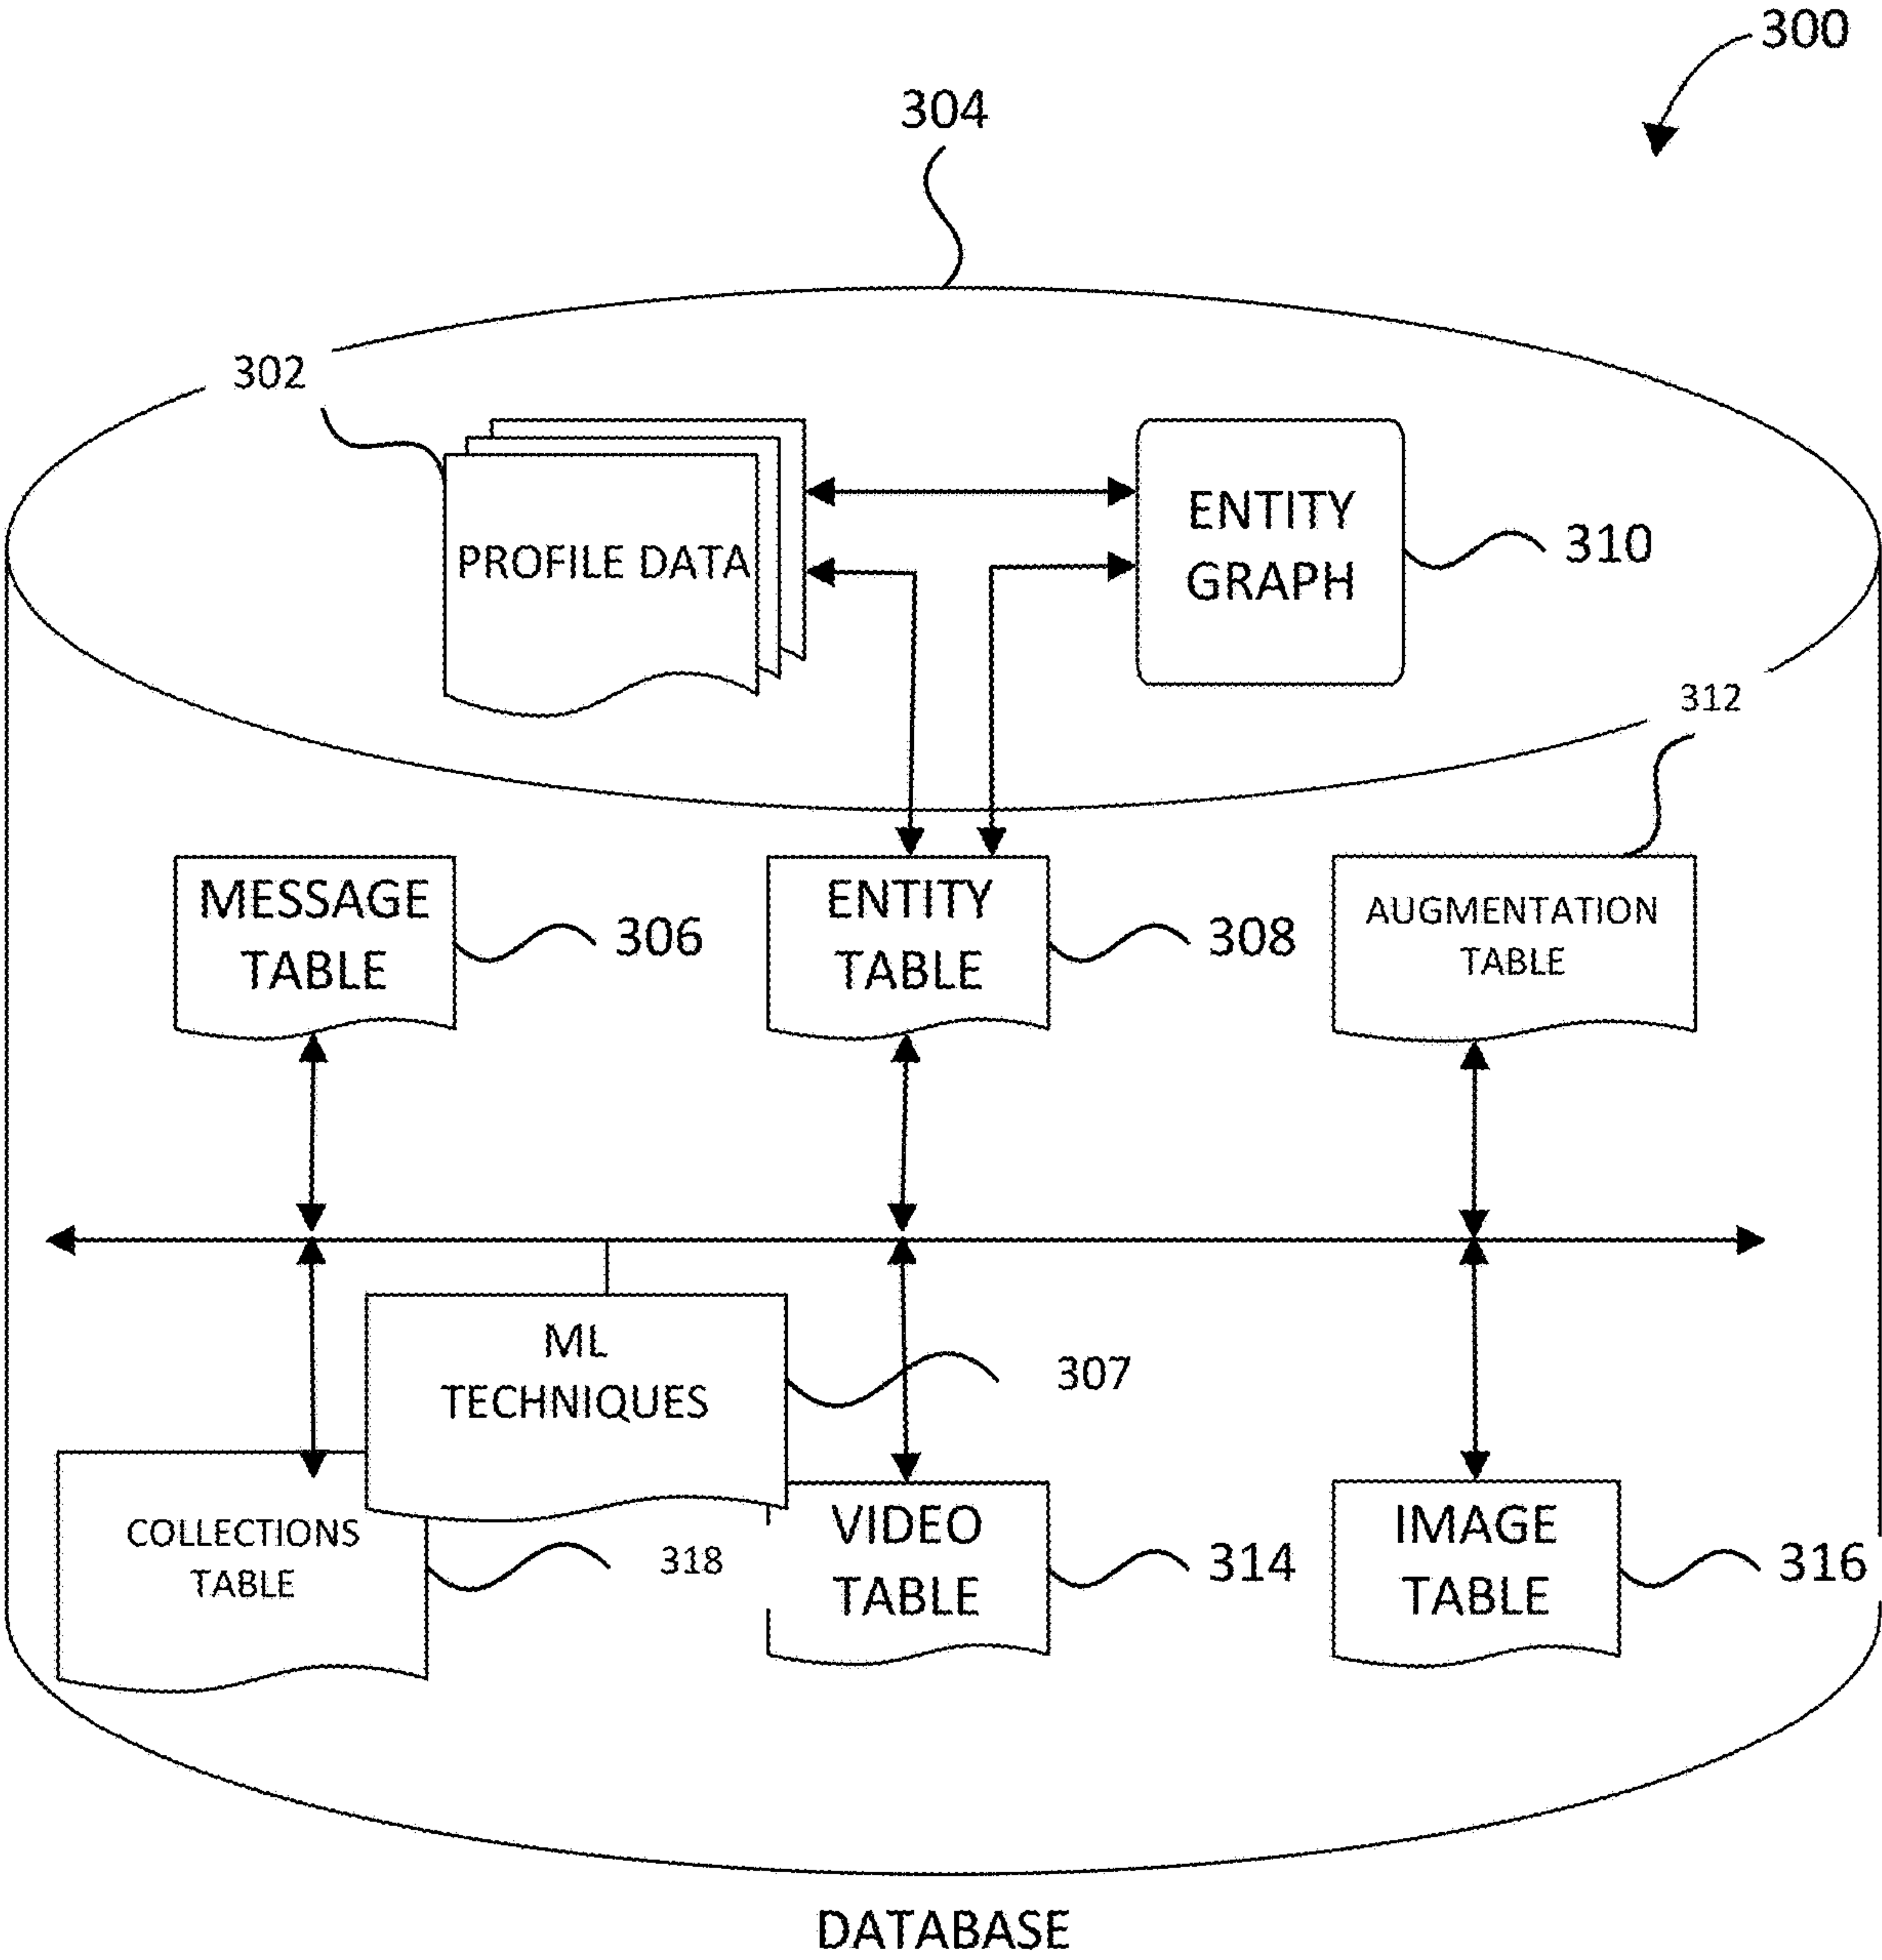 300
304
302
PROFILE DATA
ENTITY
GRAPH
310
312
MESSAGE
TABLE
306
ENTITY
TABLE
308
AUGMENTATION
TABLE
ML
TECHNIQUES
307
COLLECTIONS
TABLE
318
VIDEO
TABLE
314
IMAGE
TABLE
316
DATABASE